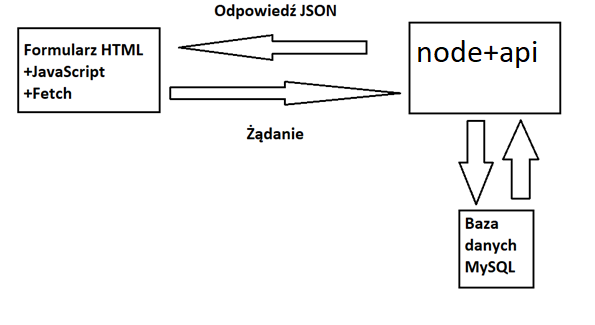 Odpowiedź JSON
Formularz HTML
+JavaScript
+Fetch
node+api
Żądanie
Baza
danych
MySQL